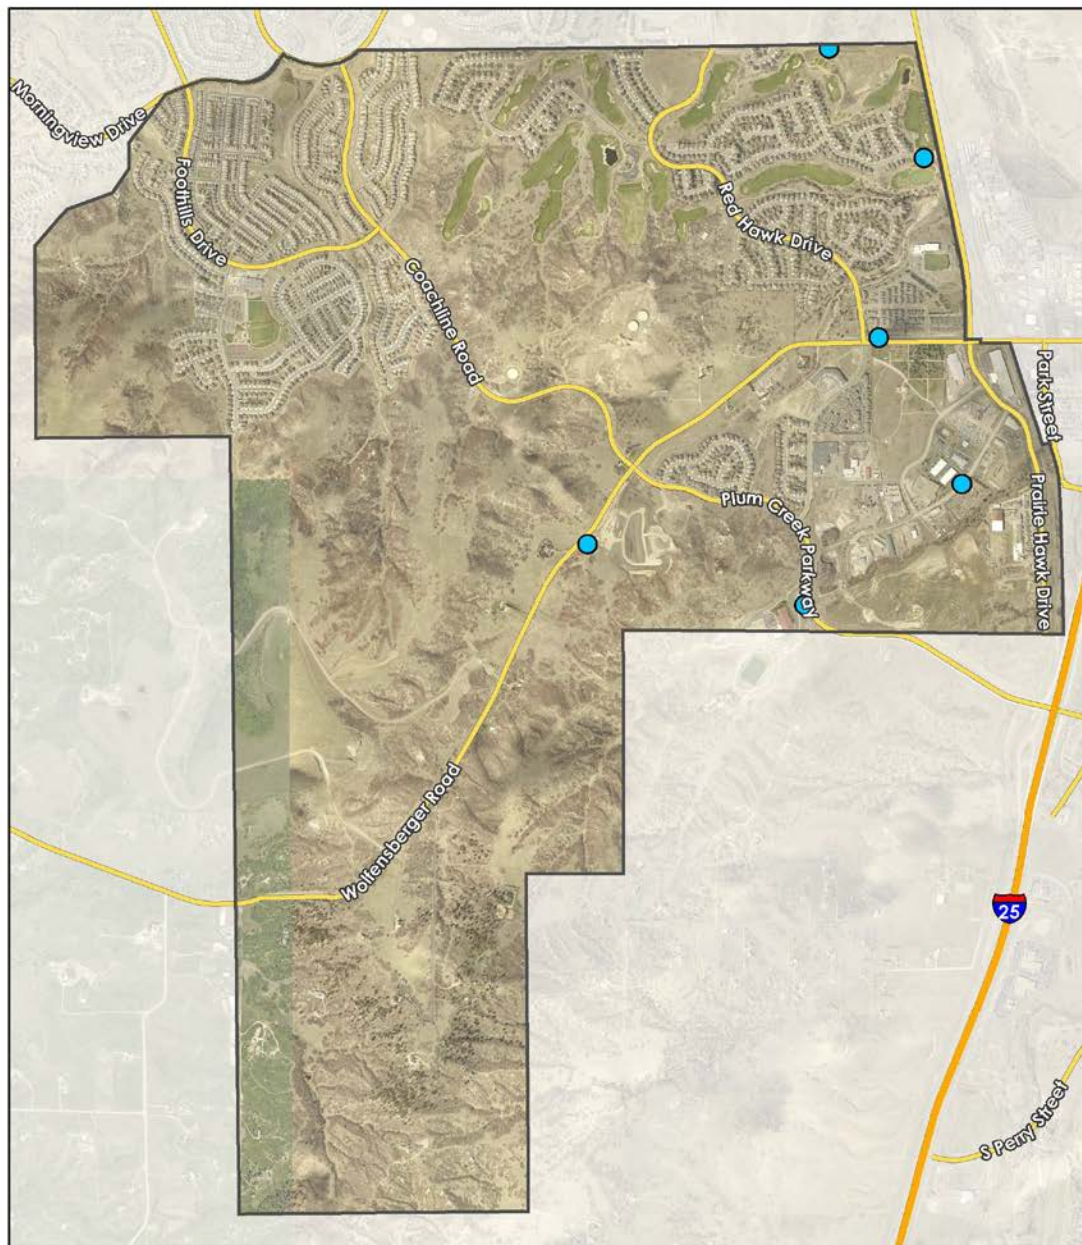 Morningview Drive
Foothills Drive
Red Hawk Drive
Coachline Road
Park Street
Plum Creek Parkway
Prairie Hawk Drive
Wolfensberger Road
25
S Perry Street